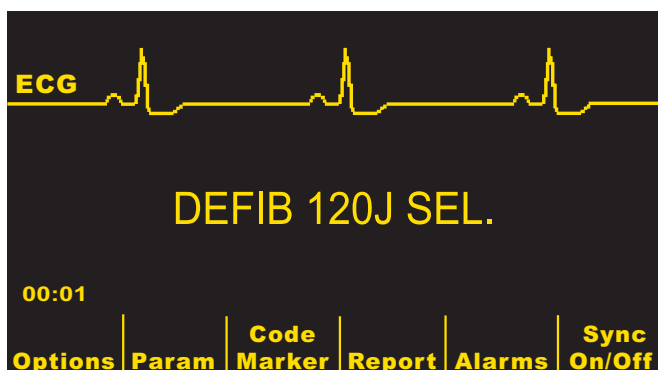 ECG
DEFIB 120J SEL.
00:01
Options Param Code Marker Report Alarms Sync On/Off